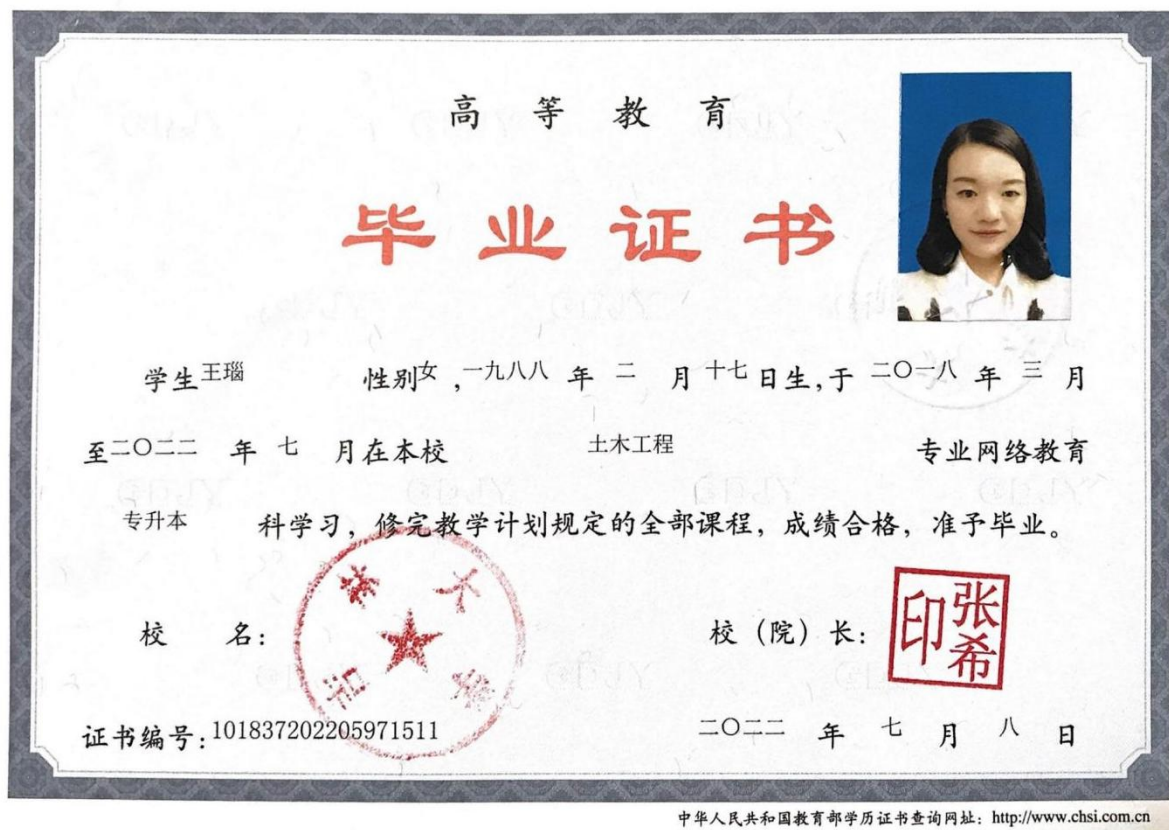 高等教育
毕业证书
学生王瑙 性别女,一九八八年二月十七日生,于二〇一八年三月
至二〇二二年七月在本校 土木工程 专业网络教育
专升本 科学习,修完教学计划规定的全部课程,成绩合格,准予毕业。
校 名: 吉林大学 校(院)长: 张希印
证书编号:101837202205971511 二〇二二年七月八日
中华人民共和国教育部学历证书查询网址:http://www.chsi.com.cn